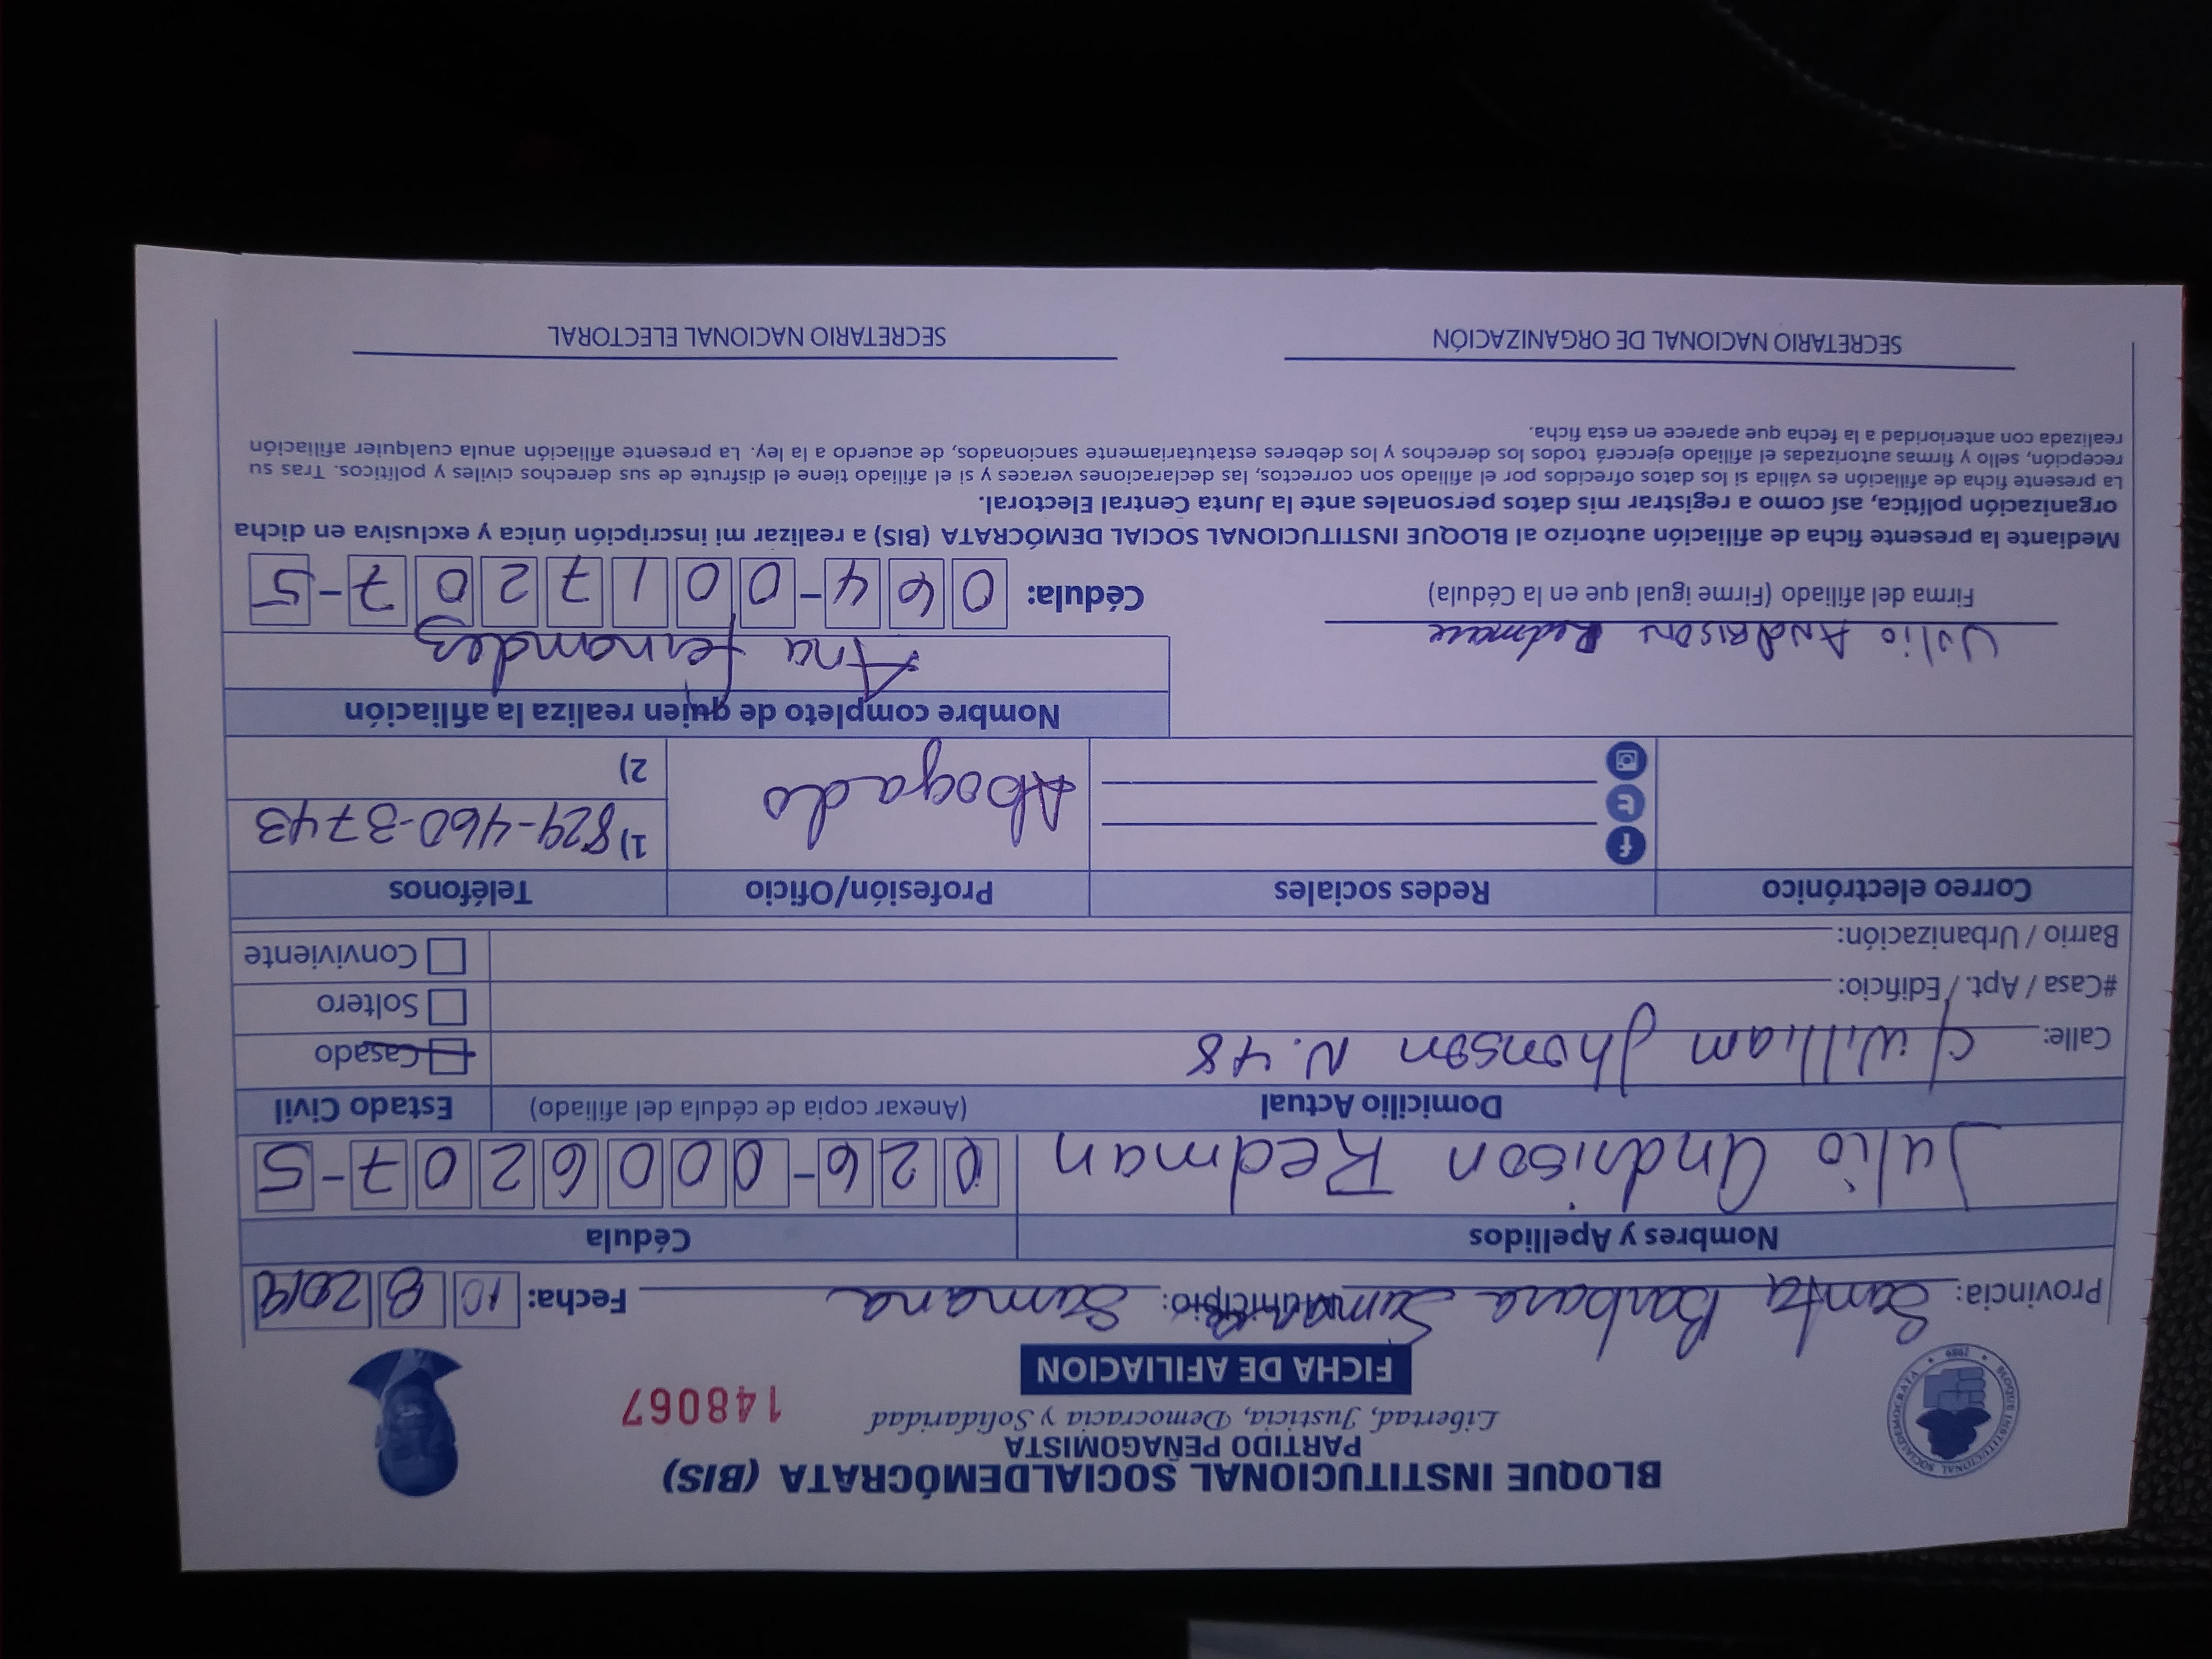 BLOQUE INSTITUCIONAL SOCIALDEMÓCRATA (BIS)
PARTIDO PEÑAGOMISTA
Libertad, Justicia, Democracia y Solidaridad
148067
FICHA DE AFILIACION
Provincia: Santa Barbara Samana Municipio: Samana Fecha: 10 8 2019
Nombres y Apellidos Cédula
Julio Andrison Redman 026-0006207-5
Domicilio Actual (Anexar copia de cédula del afiliado) Estado Civil
Calle: C/ William Jhonson N. 48 Casado
#Casa / Apt. / Edificio: Soltero
Barrio / Urbanización: Conviviente
Correo electrónico Redes sociales Profesión/Oficio Teléfonos
Abogado 1) 829-460-3743
2)
Nombre completo de quien realiza la afiliación
Julio ANDRISON Redman Ana fernandez
Firma del afiliado (Firme igual que en la Cédula) Cédula: 064-0017207-5
Mediante la presente ficha de afiliación autorizo al BLOQUE INSTITUCIONAL SOCIAL DEMÓCRATA (BIS) a realizar mi inscripción única y exclusiva en dicha
organización política, así como a registrar mis datos personales ante la Junta Central Electoral.
La presente ficha de afiliación es válida si los datos ofrecidos por el afiliado son correctos, las declaraciones veraces y si el afiliado tiene el disfrute de sus derechos civiles y políticos. Tras su
recepción, sello y firmas autorizadas el afiliado ejercerá todos los derechos y los deberes estatutariamente sancionados, de acuerdo a la ley. La presente afiliación anula cualquier afiliación
realizada con anterioridad a la fecha que aparece en esta ficha.
SECRETARIO NACIONAL DE ORGANIZACIÓN SECRETARIO NACIONAL ELECTORAL